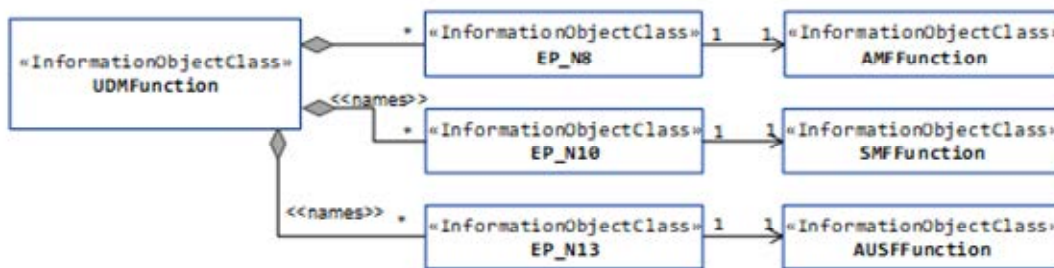 «InformationObjectClass»
UDMFunction
*
«InformationObjectClass»
EP_N8
1
1
«InformationObjectClass»
AMFFunction
<<names>>
*
«InformationObjectClass»
EP_N10
1
1
«InformationObjectClass»
SMFFunction
<<names>>
*
«InformationObjectClass»
EP_N13
1
1
«InformationObjectClass»
AUSFFunction